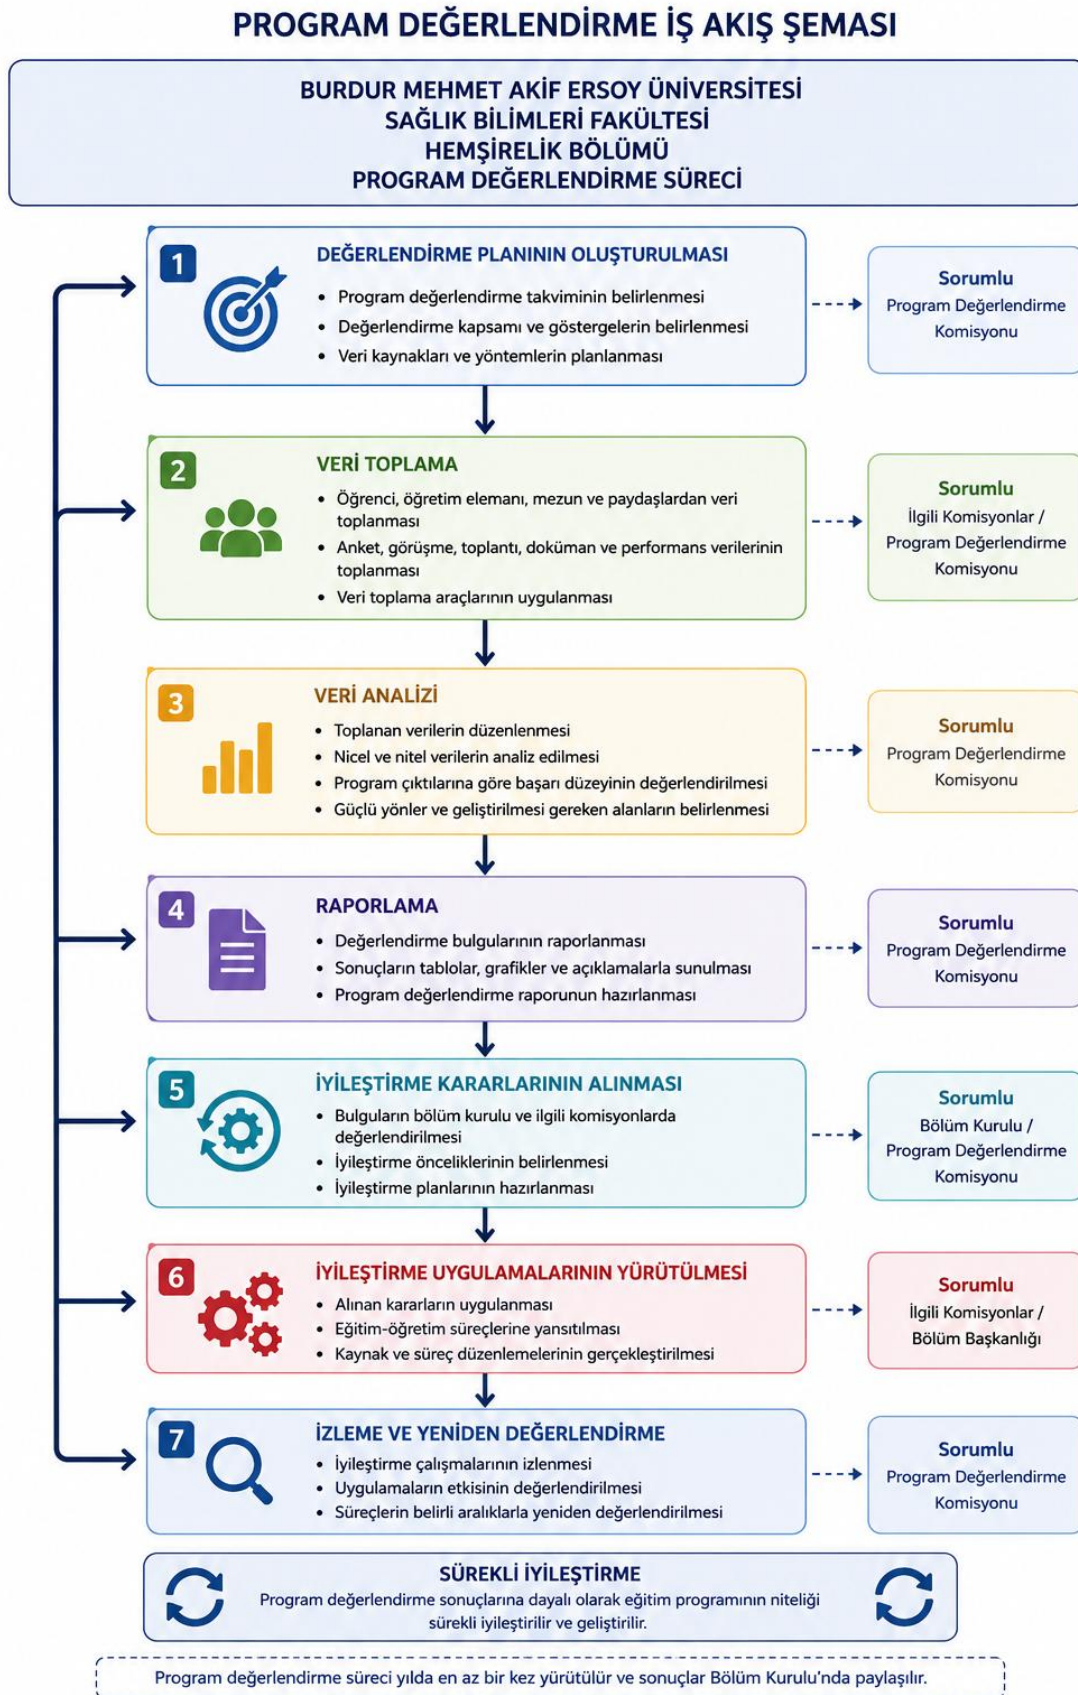 PROGRAM DEĞERLENDİRME İŞ AKIŞ ŞEMASI
BURDUR MEHMET AKİF ERSOY ÜNİVERSİTESİ
SAĞLIK BİLİMLERİ FAKÜLTESİ
HEMŞİRELİK BÖLÜMÜ
PROGRAM DEĞERLENDİRME SÜRECİ
1
DEĞERLENDİRME PLANININ OLUŞTURULMASI
• Program değerlendirme takviminin belirlenmesi
• Değerlendirme kapsamı ve göstergelerin belirlenmesi
• Veri kaynakları ve yöntemlerin planlanması
Sorumlu
Program Değerlendirme
Komisyonu
2
VERİ TOPLAMA
• Öğrenci, öğretim elemanı, mezun ve paydaşlardan veri
toplanması
• Anket, görüşme, toplantı, doküman ve performans verilerinin
toplanması
• Veri toplama araçlarının uygulanması
Sorumlu
İlgili Komisyonlar /
Program Değerlendirme
Komisyonu
3
VERİ ANALİZİ
• Toplanan verilerin düzenlenmesi
• Nicel ve nitel verilerin analiz edilmesi
• Program çıktılarına göre başarı düzeyinin değerlendirilmesi
• Güçlü yönler ve geliştirilmesi gereken alanların belirlenmesi
Sorumlu
Program Değerlendirme
Komisyonu
4
RAPORLAMA
• Değerlendirme bulgularının raporlanması
• Sonuçların tablolar, grafikler ve açıklamalarla sunulması
• Program değerlendirme raporunun hazırlanması
Sorumlu
Program Değerlendirme
Komisyonu
5
İYİLEŞTİRME KARARLARININ ALINMASI
• Bulguların bölüm kurulu ve ilgili komisyonlarda
değerlendirilmesi
• İyileştirme önceliklerinin belirlenmesi
• İyileştirme planlarının hazırlanması
Sorumlu
Bölüm Kurulu /
Program Değerlendirme
Komisyonu
6
İYİLEŞTİRME UYGULAMALARININ YÜRÜTÜLMESİ
• Alınan kararların uygulanması
• Eğitim-öğretim süreçlerine yansıtılması
• Kaynak ve süreç düzenlemelerinin gerçekleştirilmesi
Sorumlu
İlgili Komisyonlar /
Bölüm Başkanlığı
7
İZLEME VE YENİDEN DEĞERLENDİRME
• İyileştirme çalışmalarının izlenmesi
• Uygulamaların etkisinin değerlendirilmesi
• Süreçlerin belirli aralıklarla yeniden değerlendirilmesi
Sorumlu
Program Değerlendirme
Komisyonu
SÜREKLİ İYİLEŞTİRME
Program değerlendirme sonuçlarına dayalı olarak eğitim programının niteliği
sürekli iyileştirilir ve geliştirilir.
Program değerlendirme süreci yılda en az bir kez yürütülür ve sonuçlar Bölüm Kurulu'nda paylaşılır.